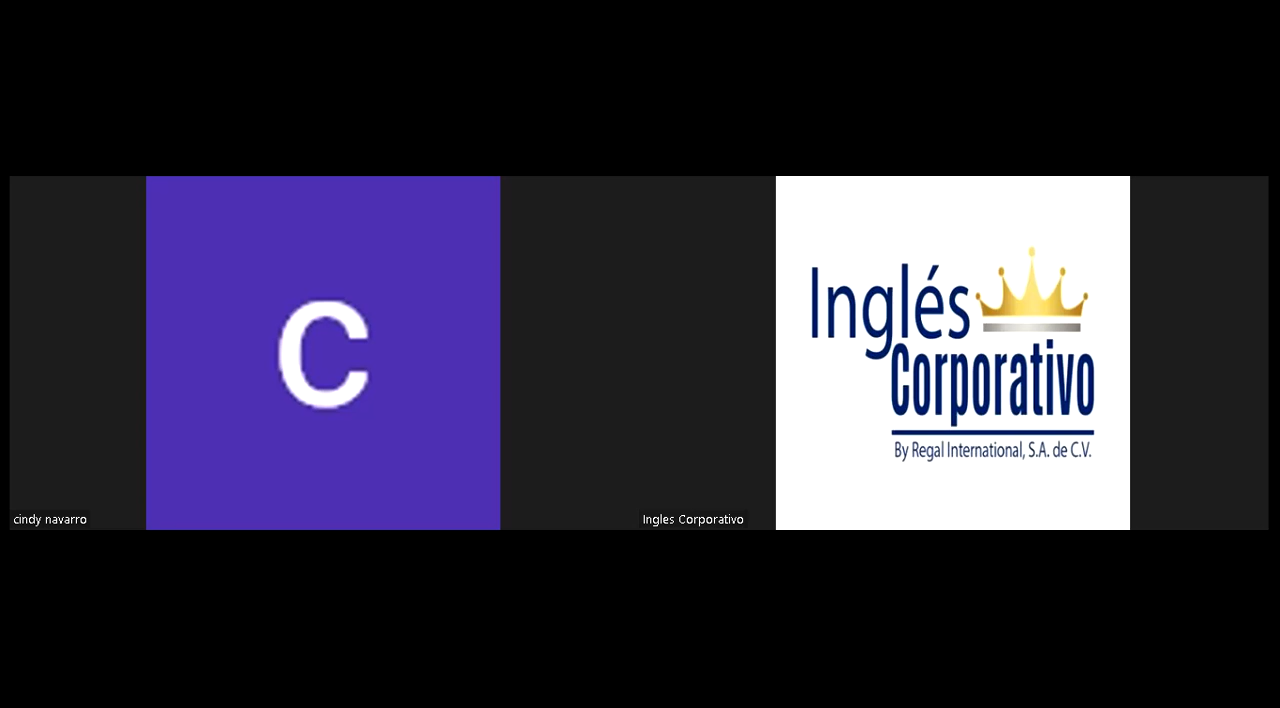 C
cindy navarro
Inglés
Corporativo
By Regal International, S.A. de C.V.
Ingles Corporativo